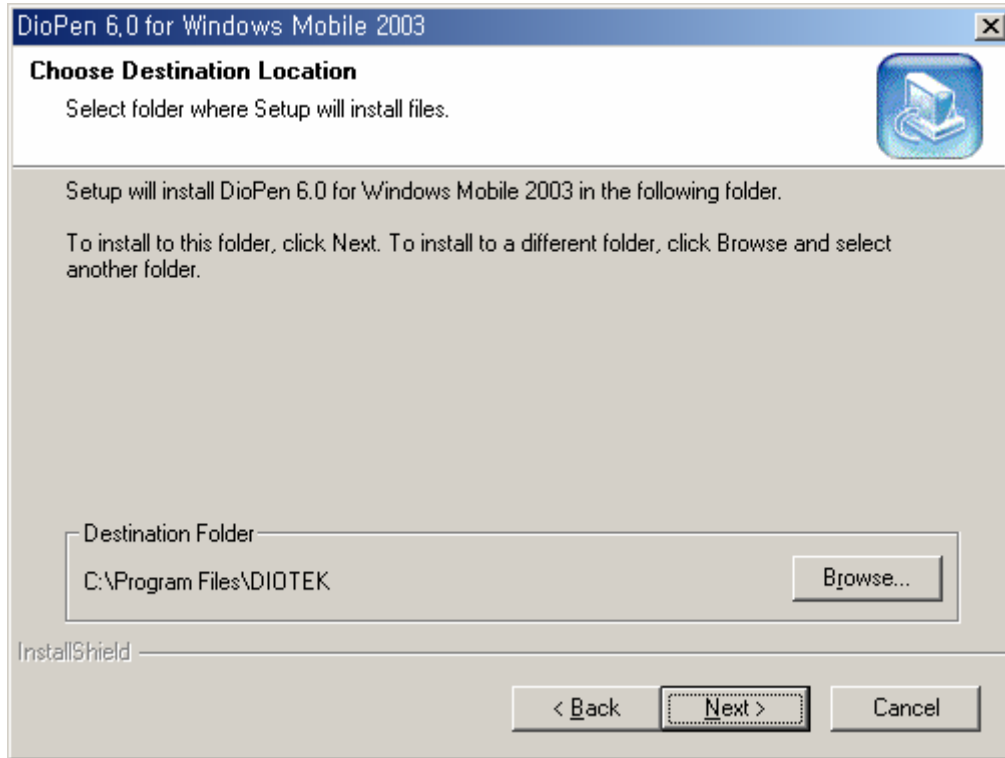 DioPen 6,0 for Windows Mobile 2003
Choose Destination Location
Select folder where Setup will install files.
Setup will install DioPen 6.0 for Windows Mobile 2003 in the following folder.
To install to this folder, click Next. To install to a different folder, click Browse and select
another folder.
Destination Folder
C:\Program Files\DIOTEK
Browse...
InstallShield
< Back
Next >
Cancel